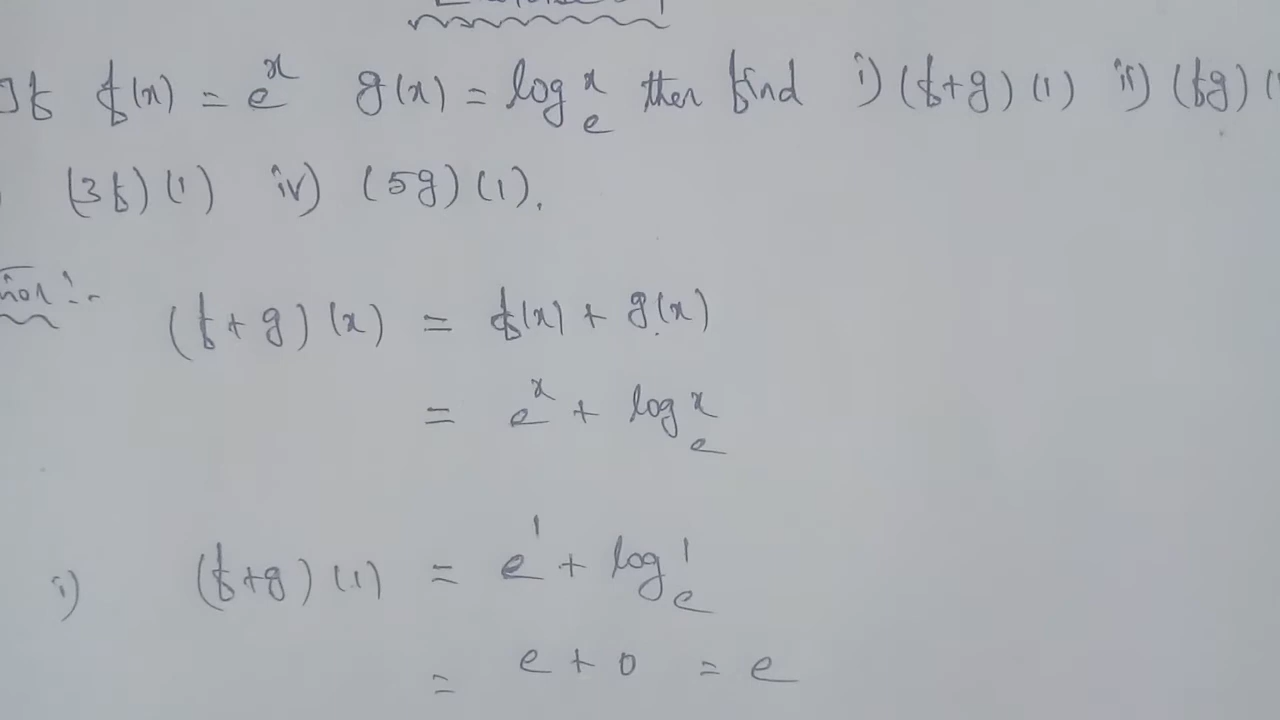 If f(x) = e^x g(x) = log_e^x then find i) (f+g)(1) ii) (fg)(
(3f)(1) iv) (5g)(1).
(f+g)(x) = f(x) + g(x)
= e^x + log_e^x
i) (f+g)(1) = e^1 + log_e^1
= e + 0 = e